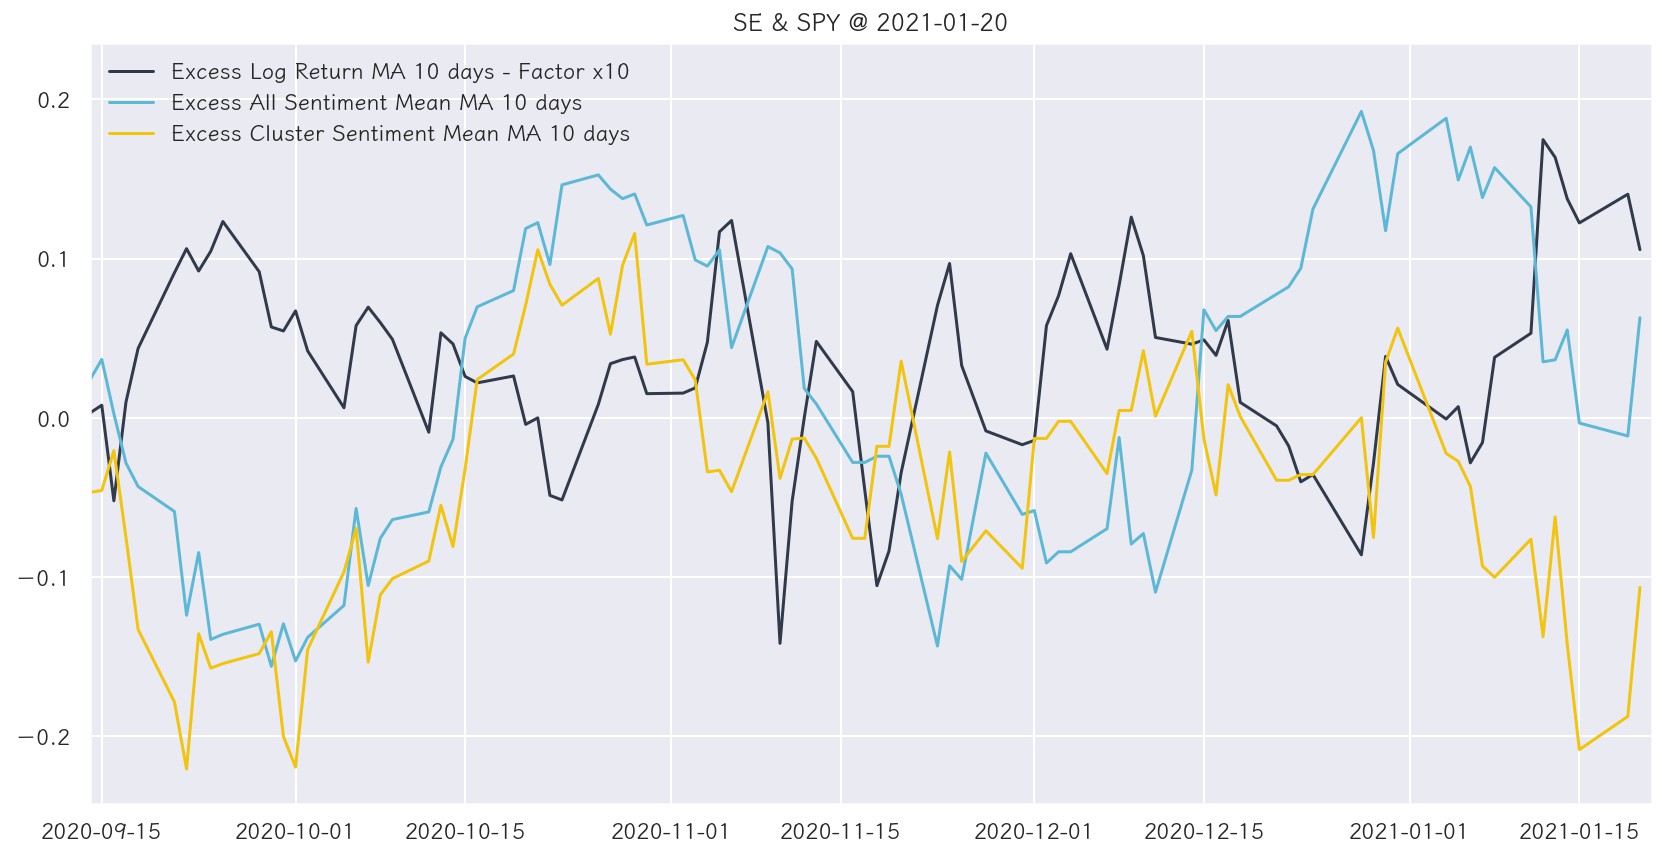 SE & SPY @ 2021-01-20
Excess Log Return MA 10 days - Factor x10
Excess All Sentiment Mean MA 10 days
Excess Cluster Sentiment Mean MA 10 days
0.2
0.1
0.0
−0.1
−0.2
2020-09-15 2020-10-01 2020-10-15 2020-11-01 2020-11-15 2020-12-01 2020-12-15 2021-01-01 2021-01-15